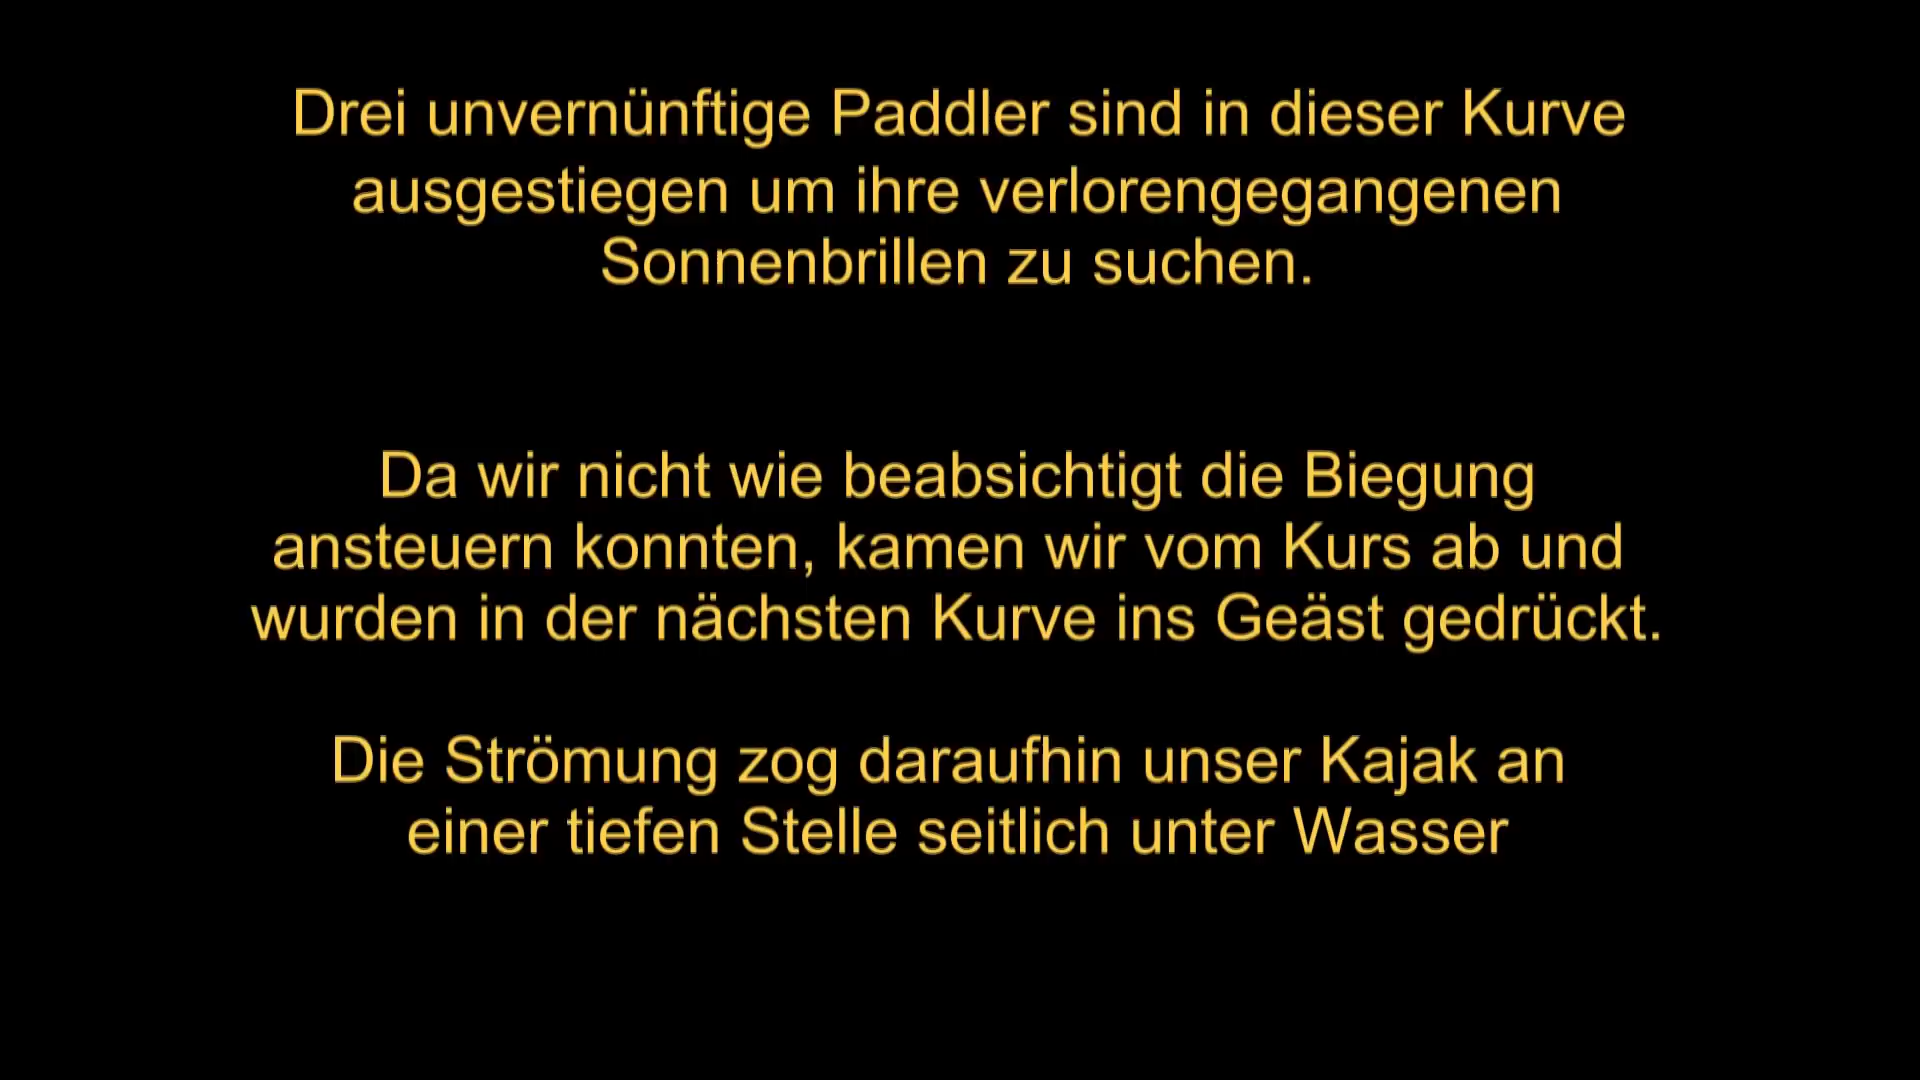 Drei unvernünftige Paddler sind in dieser Kurve
ausgestiegen um ihre verlorengegangenen
Sonnenbrillen zu suchen.
Da wir nicht wie beabsichtigt die Biegung
ansteuern konnten, kamen wir vom Kurs ab und
wurden in der nächsten Kurve ins Geäst gedrückt.
Die Strömung zog daraufhin unser Kajak an
einer tiefen Stelle seitlich unter Wasser